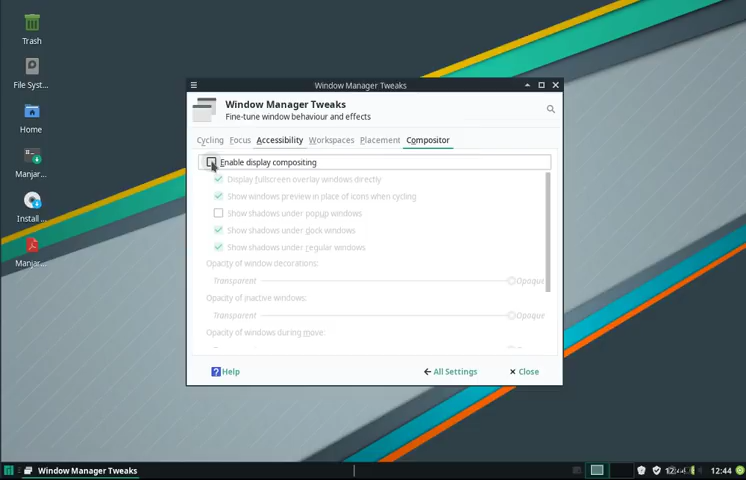 Trash
File Syst...
Home
Manjar...
Install ...
Manjar...
Window Manager Tweaks
Window Manager Tweaks
Fine-tune window behaviour and effects
Cycling Focus Accessibility Workspaces Placement Compositor
Enable display compositing
Display fullscreen overlay windows directly
Show windows preview in place of icons when cycling
Show shadows under popup windows
Show shadows under dock windows
Show shadows under regular windows
Opacity of window decorations:
Transparent Opaque
Opacity of inactive windows:
Transparent Opaque
Opacity of windows during move:
Help All Settings Close
Window Manager Tweaks 12:44